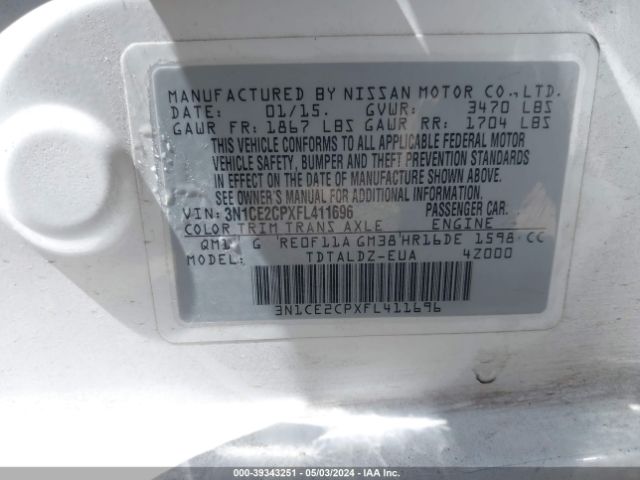 MANUFACTURED BY NISSAN MOTOR CO.,LTD.
DATE: 01/15. GVWR: 3470 LBS
GAWR FR: 1867 LBS GAWR RR: 1704 LBS
THIS VEHICLE CONFORMS TO ALL APPLICABLE FEDERAL MOTOR
VEHICLE SAFETY, BUMPER AND THEFT PREVENTION STANDARDS
IN EFFECT ON THE DATE OF MANUFACTURE SHOWN ABOVE.
SEE OWNER'S MANUAL FOR ADDITIONAL INFORMATION.
VIN: 3N1CE2CPXFL411696 PASSENGER CAR
COLOR TRIM TRANS AXLE ENGINE
QM1 G RE0F11A GM38 HR16DE 1598 CC
MODEL: TDTALDZ-EUA 4Z000
3N1CE2CPXFL411696
000-39343251 - 05/03/2024 - IAA Inc.